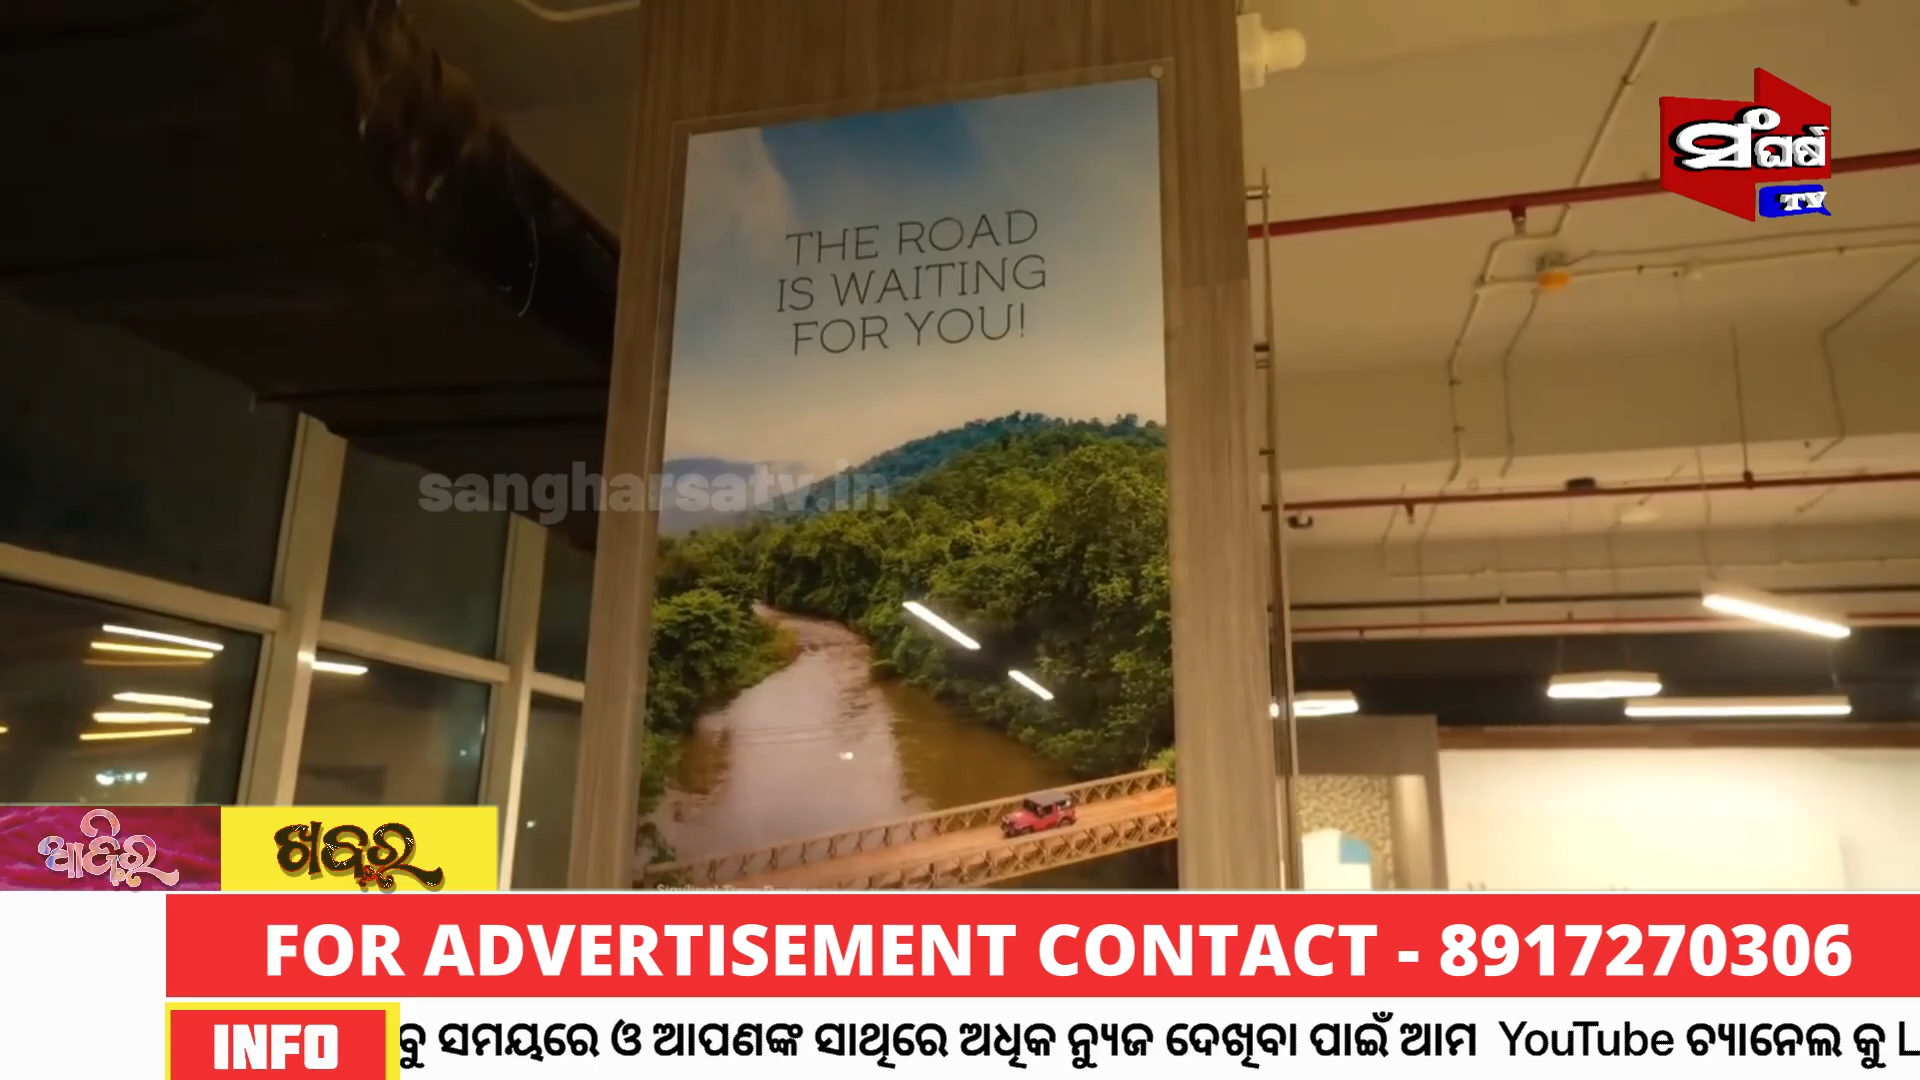 ସଂଘର୍ଷ
TV
THE ROAD
IS WAITING
FOR YOU!
sangharsatv.in
ଆଜିର
ଖବର
FOR ADVERTISEMENT CONTACT - 8917270306
INFO
ବୁ ସମୟରେ ଓ ଆପଣଙ୍କ ସାଥିରେ ଅଧିକ ନ୍ୟୁଜ ଦେଖିବା ପାଇଁ ଆମ YouTube ଚ୍ୟାନେଲ କୁ L